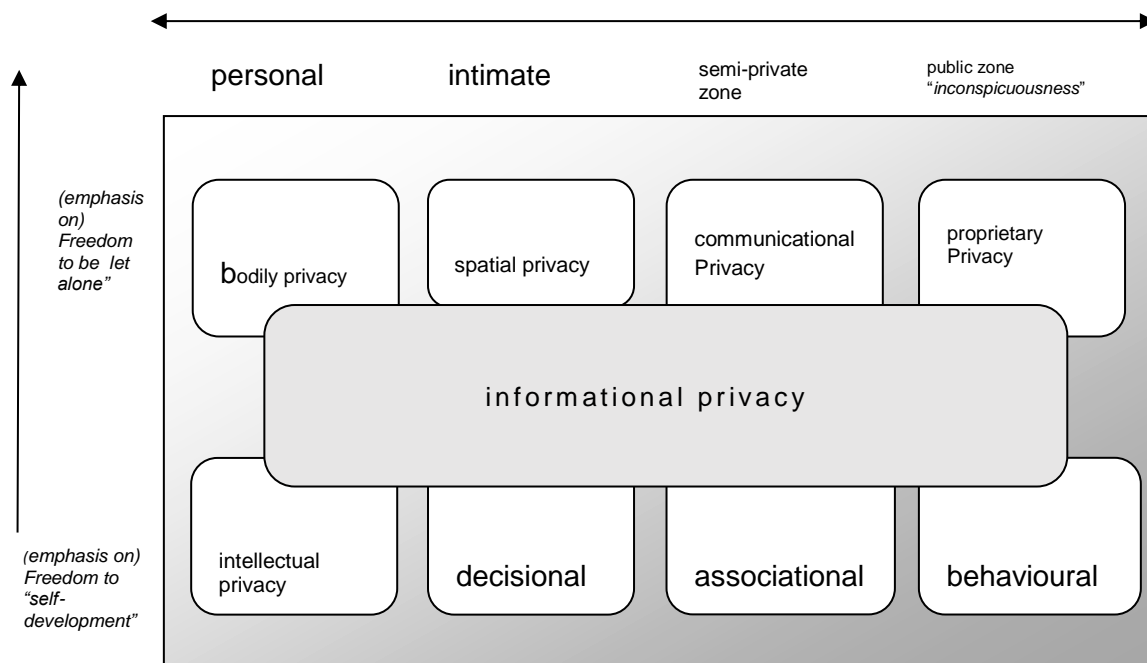 personal
intimate
semi-private
zone
public zone
“inconspicuousness”
(emphasis
on)
Freedom
to be let
alone”
bodily privacy
spatial privacy
communicational
Privacy
proprietary
Privacy
informational privacy
(emphasis on)
Freedom to
“self-
development”
intellectual
privacy
decisional
associational
behavioural